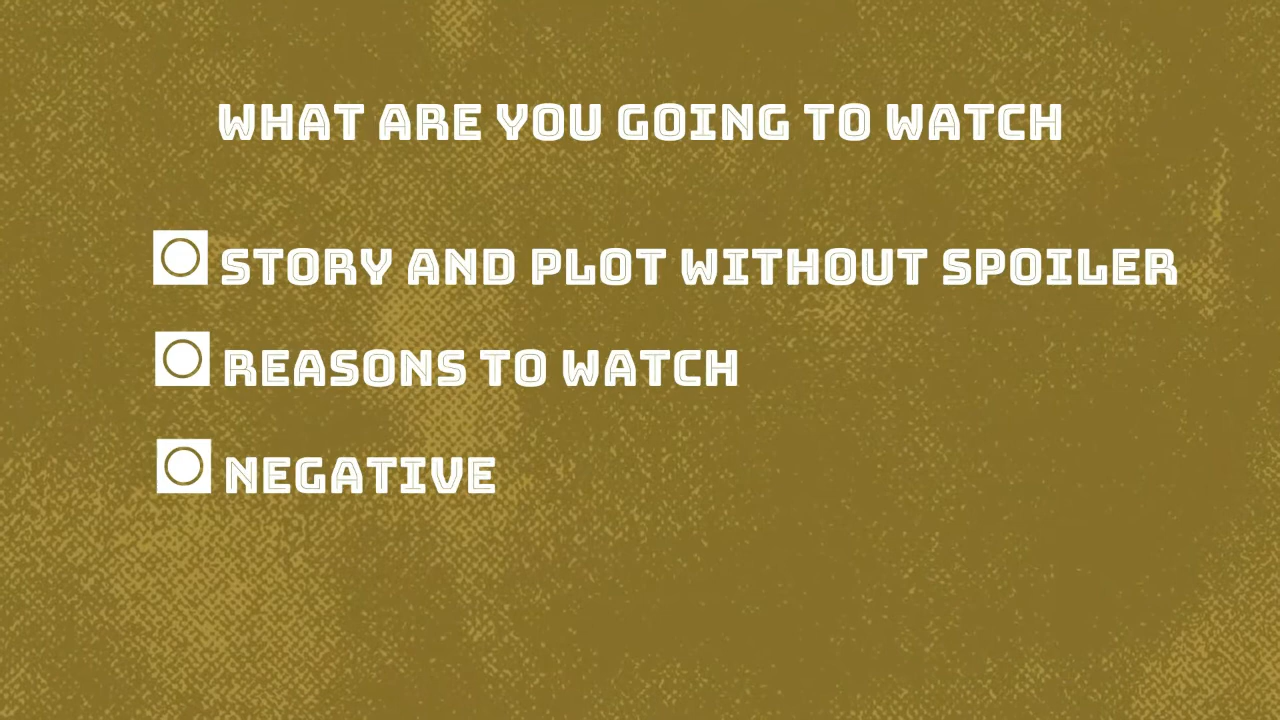 WHAT ARE YOU GOING TO WATCH
STORY AND PLOT WITHOUT SPOILER
REASONS TO WATCH
NEGATIVE